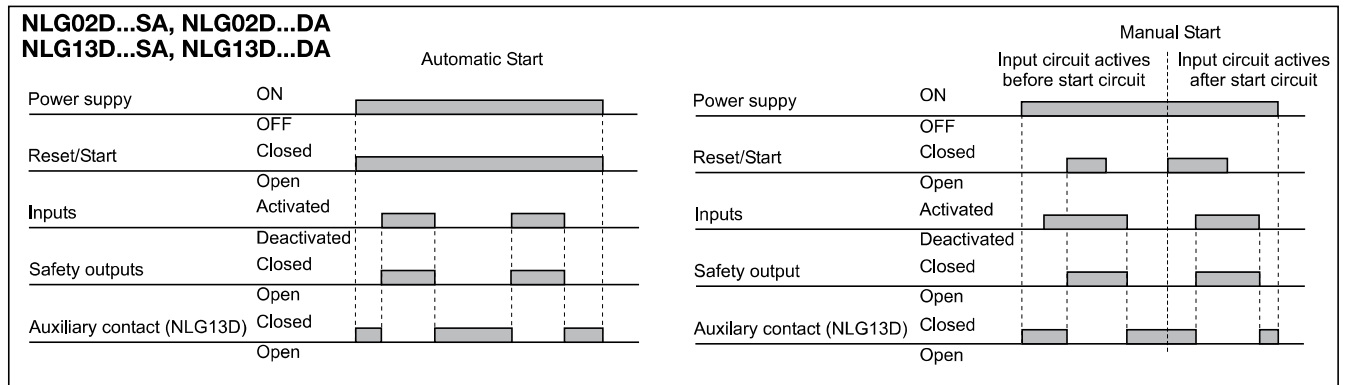 NLG02D...SA, NLG02D...DA
NLG13D...SA, NLG13D...DA
Automatic Start
Power suppy
ON
OFF
Reset/Start
Closed
Open
Inputs
Activated
Deactivated
Safety outputs
Closed
Open
Auxiliary contact (NLG13D)
Closed
Open
Manual Start
Input circuit actives
before start circuit
Input circuit actives
after start circuit
Power suppy
ON
OFF
Reset/Start
Closed
Open
Inputs
Activated
Deactivated
Safety output
Closed
Open
Auxilary contact (NLG13D)
Closed
Open